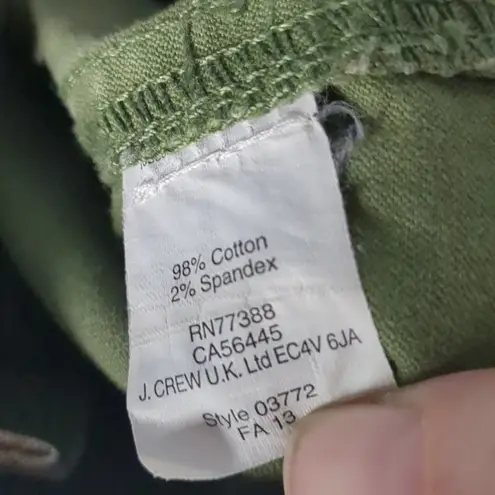 98% Cotton
2% Spandex
RN77388
CA56445
J. CREW U.K. Ltd EC4V 6JA
Style 03772
FA 13